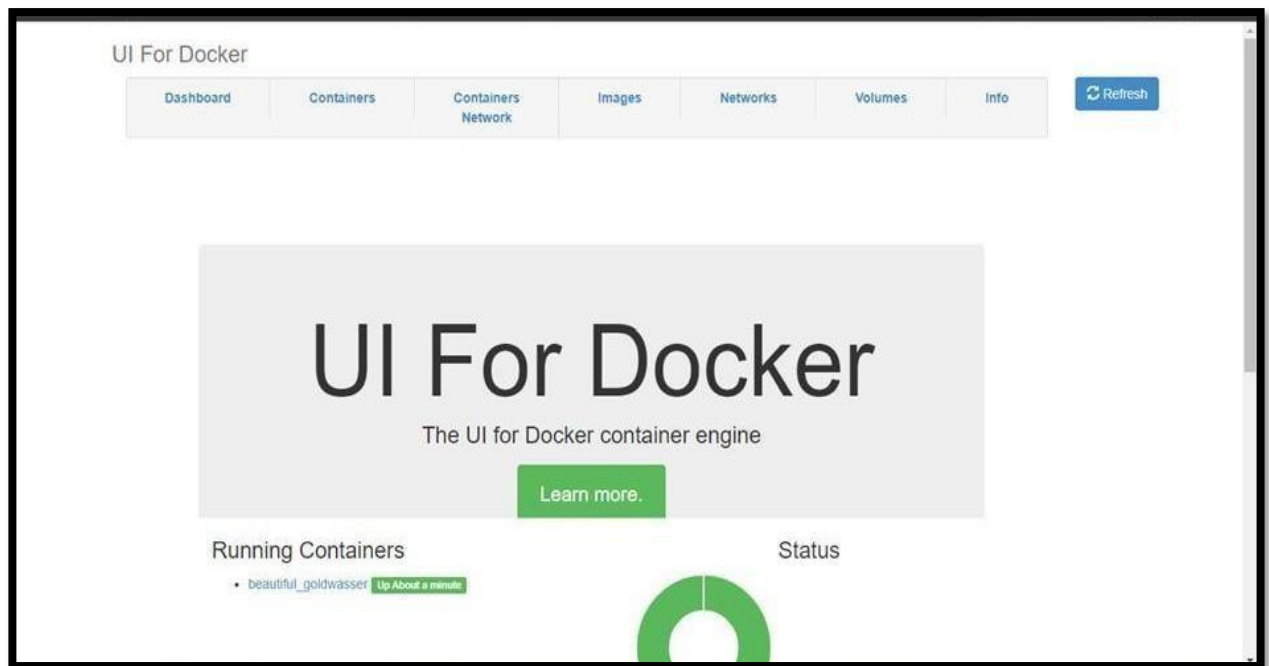 UI For Docker
Dashboard
Containers
Containers
Network
Images
Networks
Volumes
Info
Refresh
UI For Docker
The UI for Docker container engine
Learn more.
Running Containers
Status
beautiful_goldwasser Up About a minute